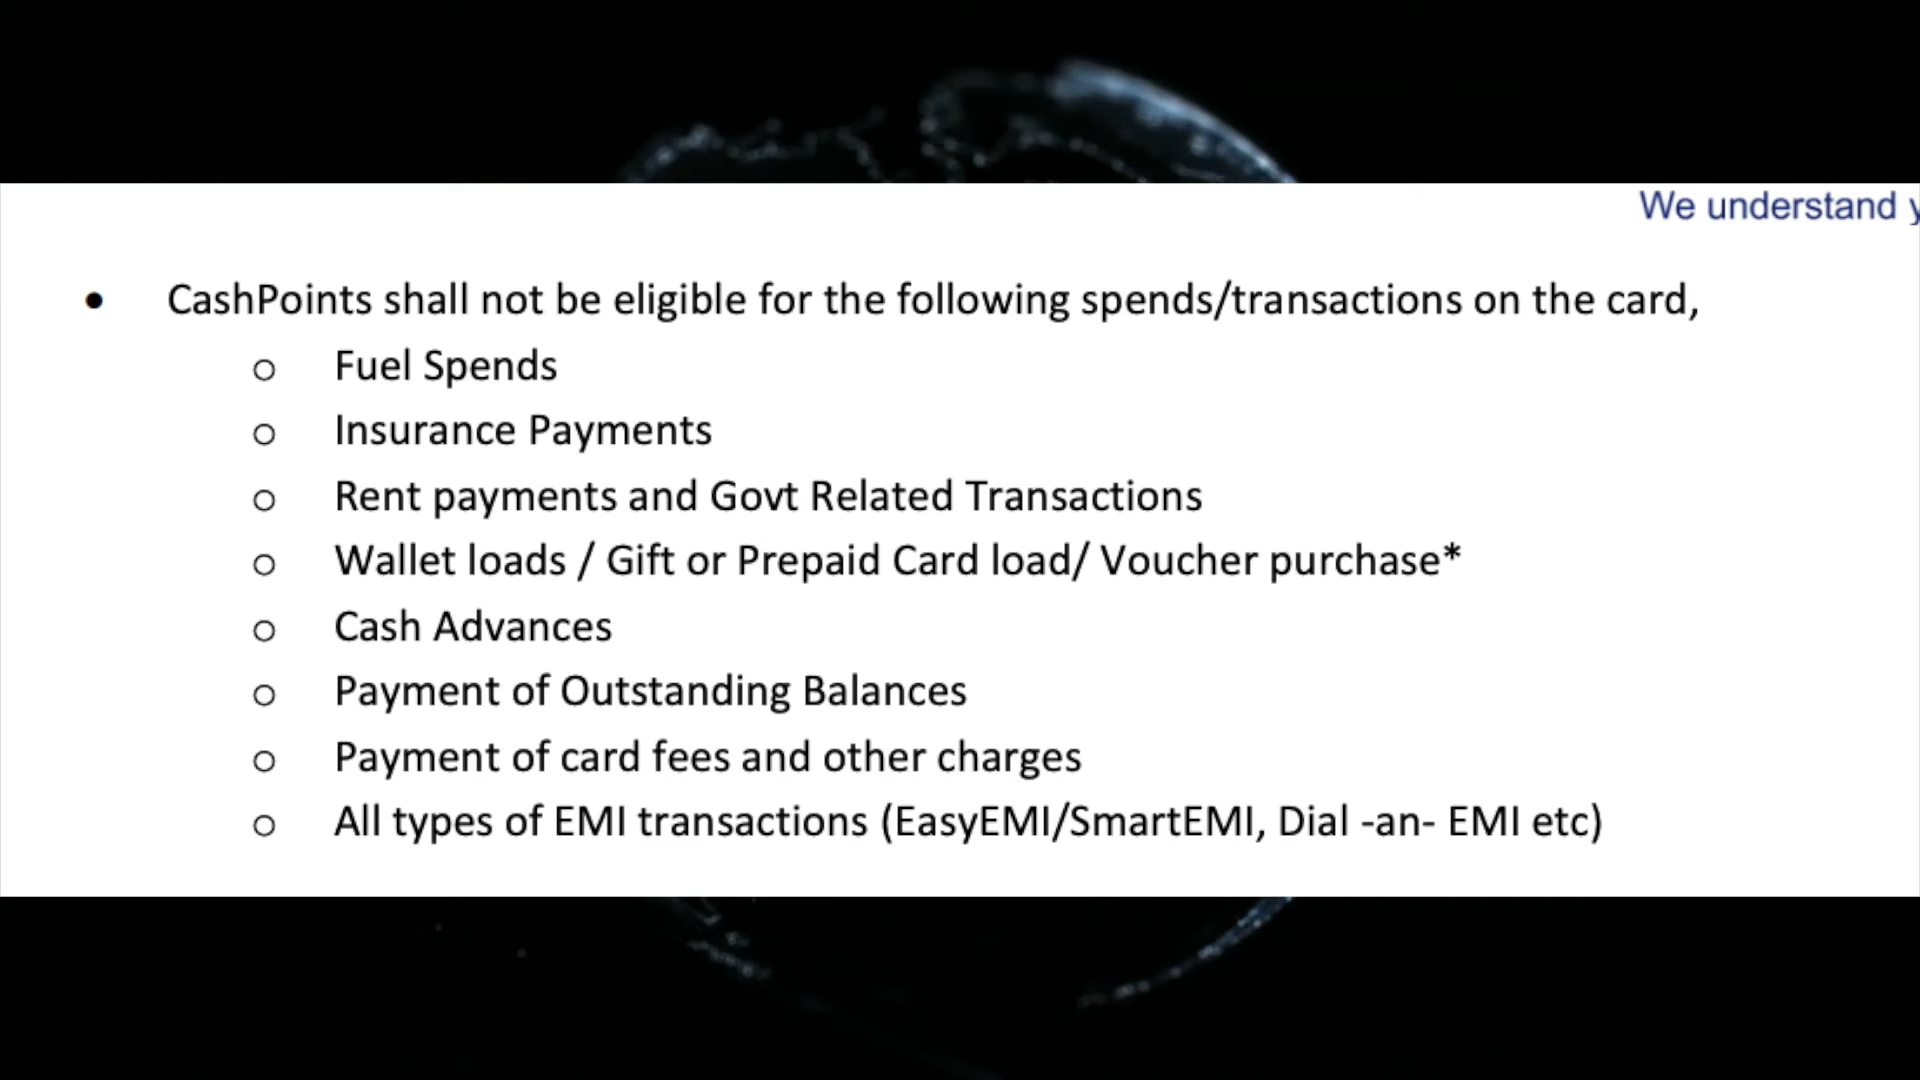 We understand
• CashPoints shall not be eligible for the following spends/transactions on the card,
o Fuel Spends
o Insurance Payments
o Rent payments and Govt Related Transactions
o Wallet loads / Gift or Prepaid Card load/ Voucher purchase*
o Cash Advances
o Payment of Outstanding Balances
o Payment of card fees and other charges
o All types of EMI transactions (EasyEMI/SmartEMI, Dial -an- EMI etc)